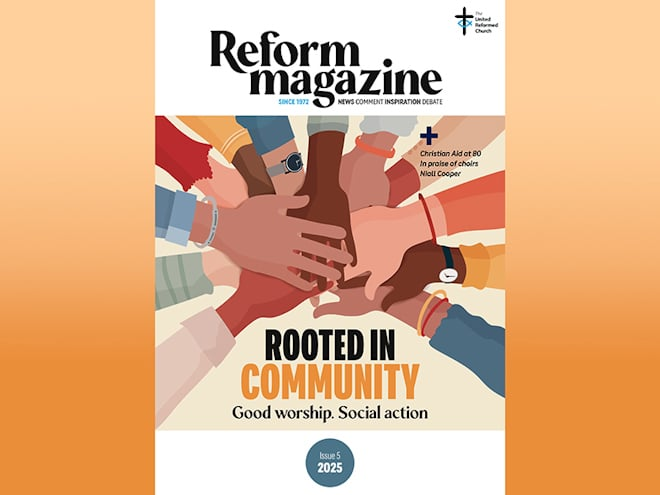 The
United
Reformed
Church
Reform
magazine
SINCE 1972 NEWS COMMENT INSPIRATION DEBATE
Christian Aid at 80
In praise of choirs
Niall Cooper
ROOTED IN
COMMUNITY
Good worship. Social action
Issue 5
2025